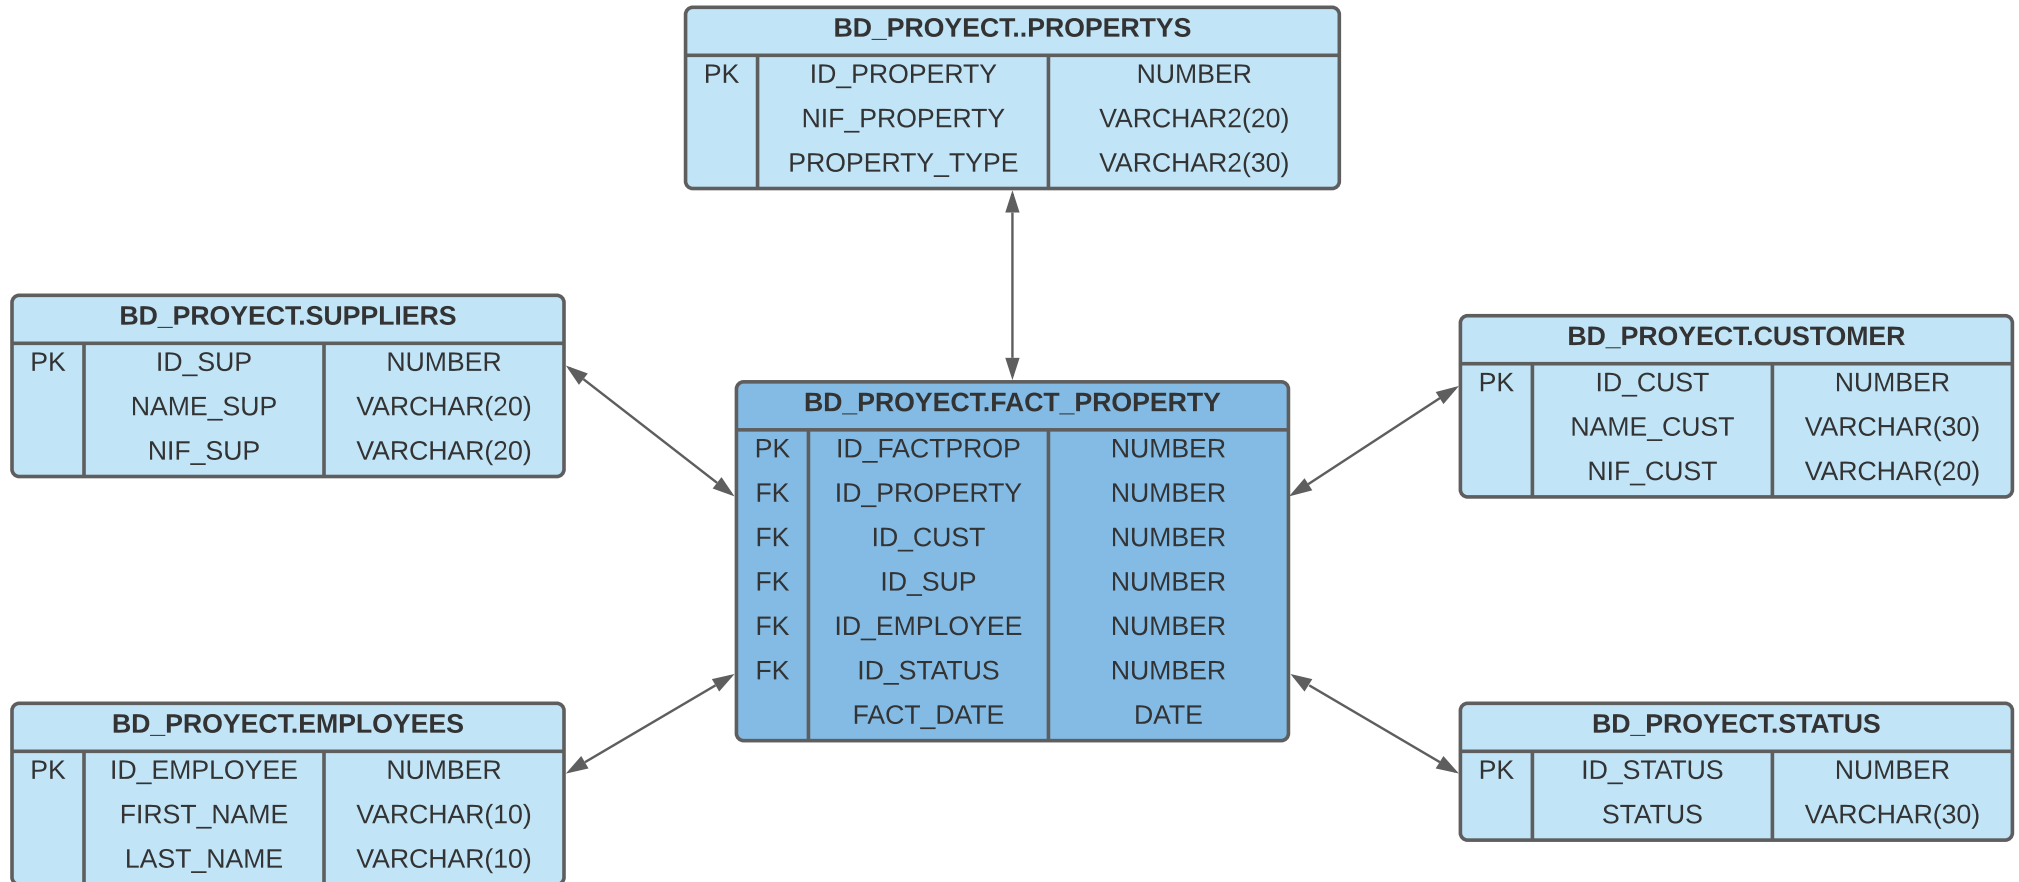 BD_PROYECT..PROPERTYS
PK ID_PROPERTY NUMBER
NIF_PROPERTY VARCHAR2(20)
PROPERTY_TYPE VARCHAR2(30)
BD_PROYECT.SUPPLIERS
PK ID_SUP NUMBER
NAME_SUP VARCHAR(20)
NIF_SUP VARCHAR(20)
BD_PROYECT.FACT_PROPERTY
PK ID_FACTPROP NUMBER
FK ID_PROPERTY NUMBER
FK ID_CUST NUMBER
FK ID_SUP NUMBER
FK ID_EMPLOYEE NUMBER
FK ID_STATUS NUMBER
FACT_DATE DATE
BD_PROYECT.CUSTOMER
PK ID_CUST NUMBER
NAME_CUST VARCHAR(30)
NIF_CUST VARCHAR(20)
BD_PROYECT.EMPLOYEES
PK ID_EMPLOYEE NUMBER
FIRST_NAME VARCHAR(10)
LAST_NAME VARCHAR(10)
BD_PROYECT.STATUS
PK ID_STATUS NUMBER
STATUS VARCHAR(30)